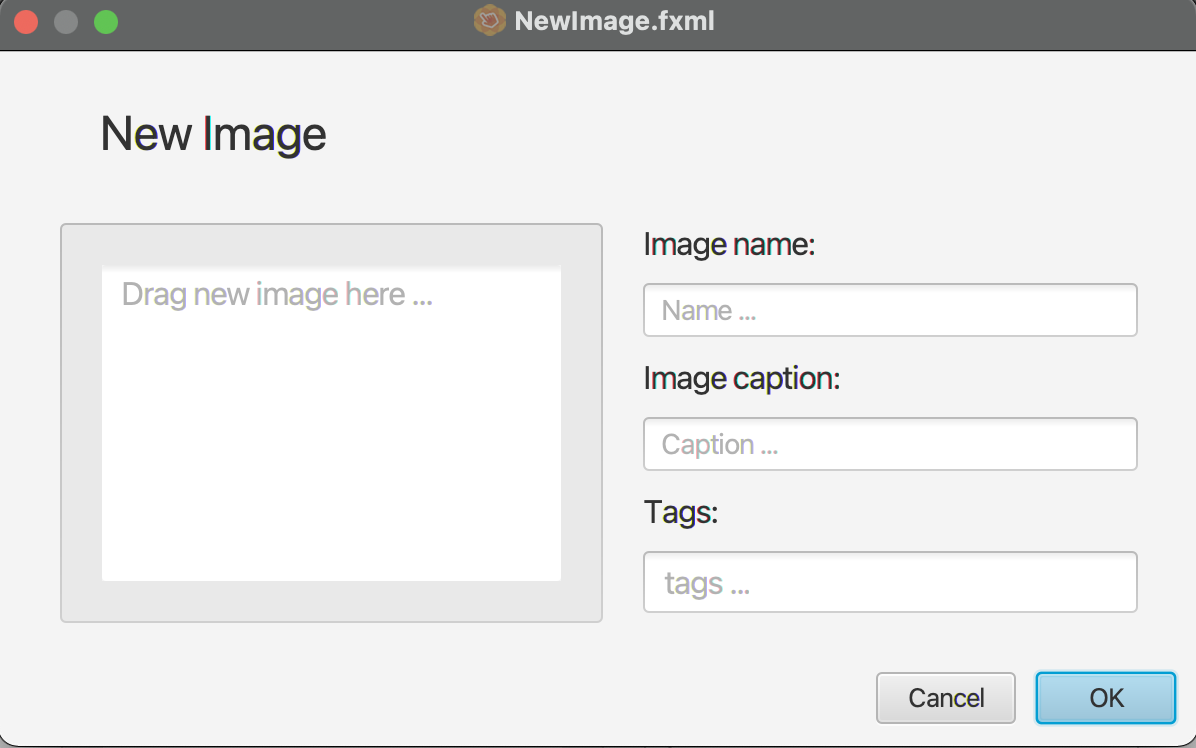 NewImage.fxml
New Image
Drag new image here ...
Image name:
Name ...
Image caption:
Caption ...
Tags:
tags ...
Cancel
OK